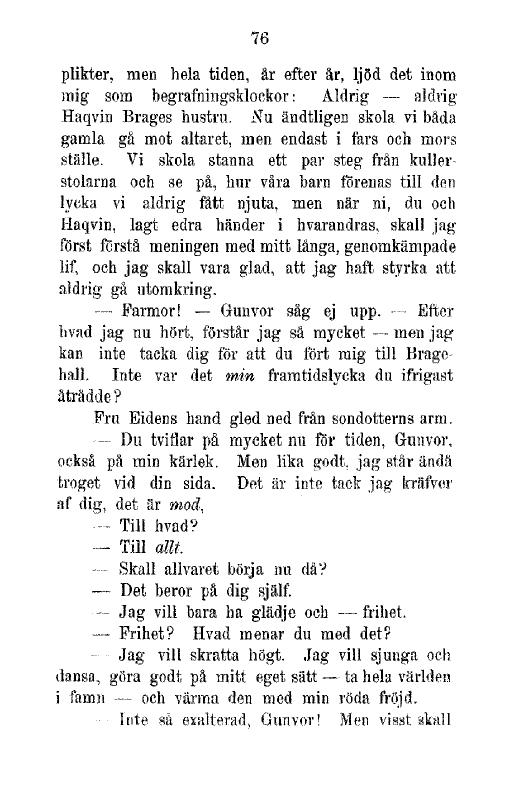 76
plikter, men hela tiden, år efter år, ljöd det inom
mig som begrafningsklockor: Aldrig — aldrig
Haqvin Brages hustru. Nu ändtligen skola vi båda
gamla gå mot altaret, men endast i fars och mors
ställe. Vi skola stanna ett par steg från kuller-
stolarna och se på, hur våra barn förenas till den
lycka vi aldrig fått njuta, men när ni, du och
Haqvin, lagt edra händer i hvarandras, skall jag
först förstå meningen med mitt långa, genomkämpade
lif, och jag skall vara glad, att jag haft styrka att
aldrig gå utomkring.
— Farmor! — Gunvor såg ej upp. — Efter
hvad jag nu hört, förstår jag så mycket — men jag
kan inte tacka dig för att du fört mig till Brage-
hall. Inte var det min framtidslycka du ifrigast
åtrådde?
Fru Eidens hand gled ned från sondotterns arm.
— Du tviflar på mycket nu för tiden, Gunvor,
också på min kärlek. Men lika godt, jag står ändå
troget vid din sida. Det är inte tack jag kräfver
af dig, det är mod,
— Till hvad?
— Till allt.
— Skall allvaret börja nu då?
— Det beror på dig själf.
— Jag vill bara ha glädje och — frihet.
— Frihet? Hvad menar du med det?
— Jag vill skratta högt. Jag vill sjunga och
dansa, göra godt på mitt eget sätt — ta hela världen
i famn — och värma den med min röda fröjd.
— Inte så exalterad, Gunvor! Men visst skall